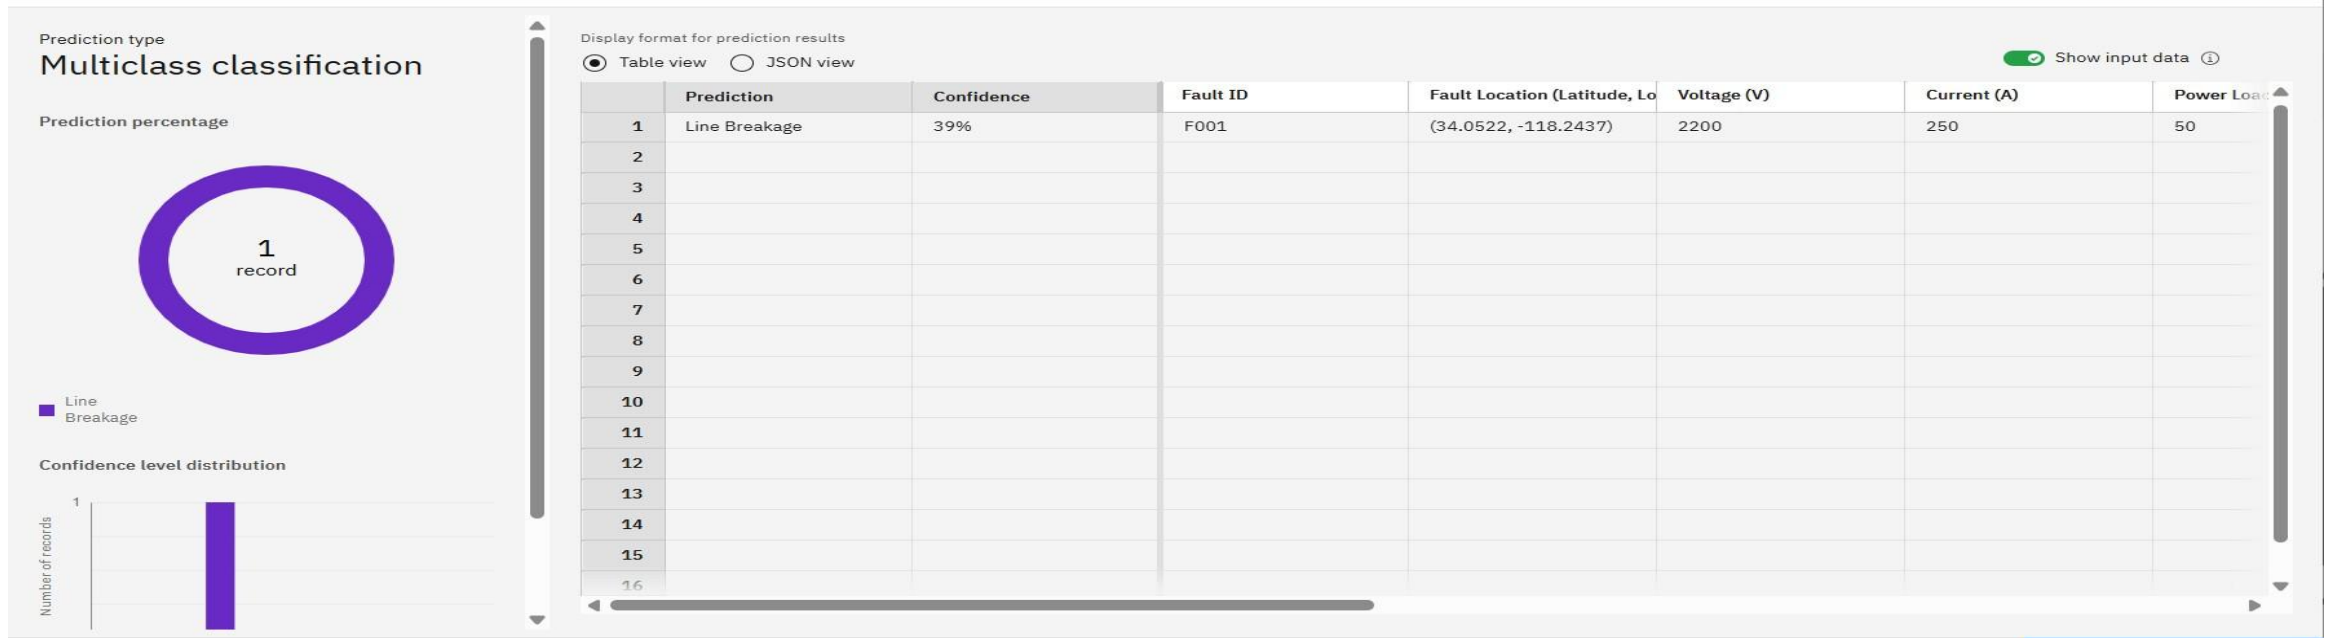 Prediction type
Multiclass classification
Prediction percentage
1
record
Line
Breakage
Confidence level distribution
1
Number of records
Display format for prediction results
Table view JSON view
Show input data
Prediction Confidence Fault ID Fault Location (Latitude, Lo Voltage (V) Current (A) Power Loa
1 Line Breakage 39% F001 (34.0522, -118.2437) 2200 250 50
2
3
4
5
6
7
8
9
10
11
12
13
14
15
16